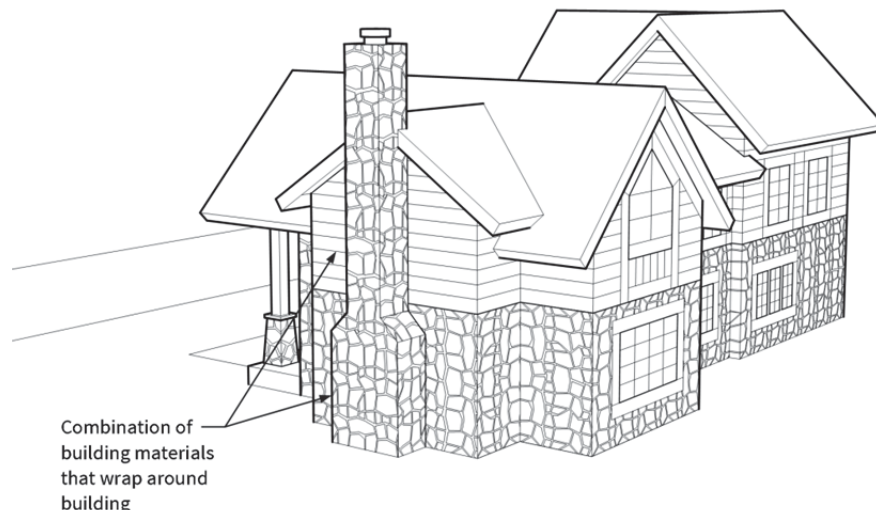 Combination of
building materials
that wrap around
building